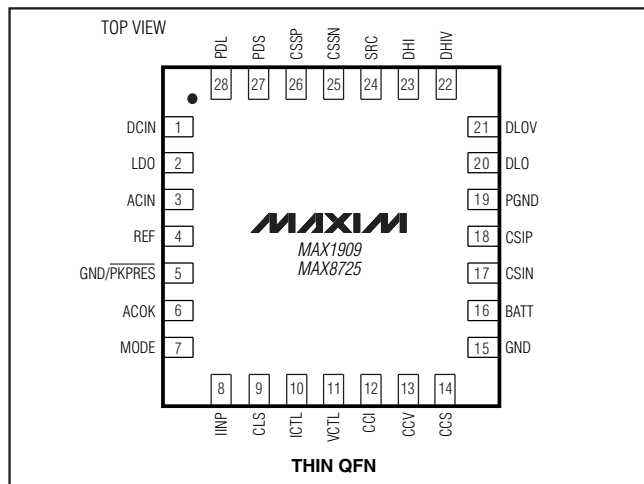 TOP VIEW
PDL
PDS
CSSP
CSSN
SRC
DHI
DHIV
28
27
26
25
24
23
22
DCIN 1
LDO 2
ACIN 3
REF 4
GND/PKPRES 5
ACOK 6
MODE 7
21 DLOV
20 DLO
19 PGND
18 CSIP
17 CSIN
16 BATT
15 GND
MAXIM
MAX1909
MAX8725
8
9
10
11
12
13
14
IINP
CLS
ICTL
VCTL
CCI
CCV
CCS
THIN QFN